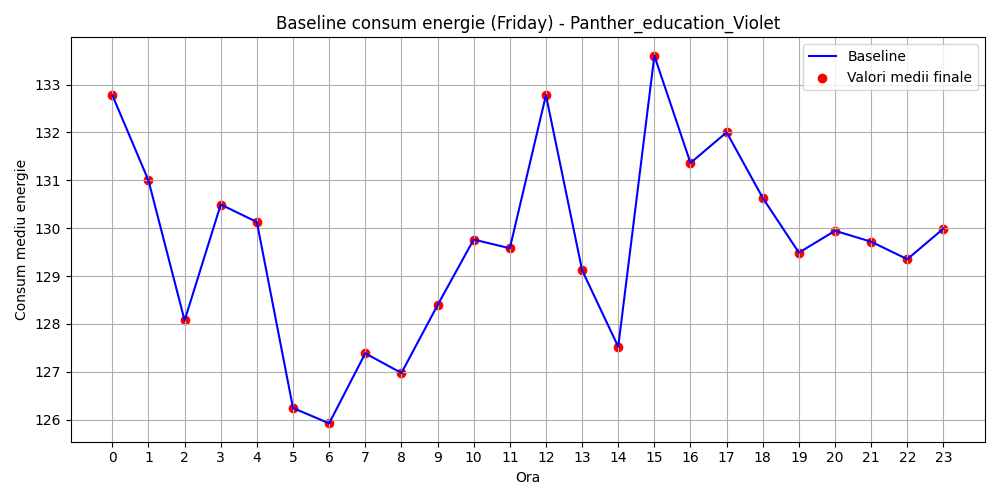 Baseline consum energie (Friday) - Panther_education_Violet
Baseline
Valori medii finale
Consum mediu energie
133
132
131
130
129
128
127
126
0 1 2 3 4 5 6 7 8 9 10 11 12 13 14 15 16 17 18 19 20 21 22 23
Ora